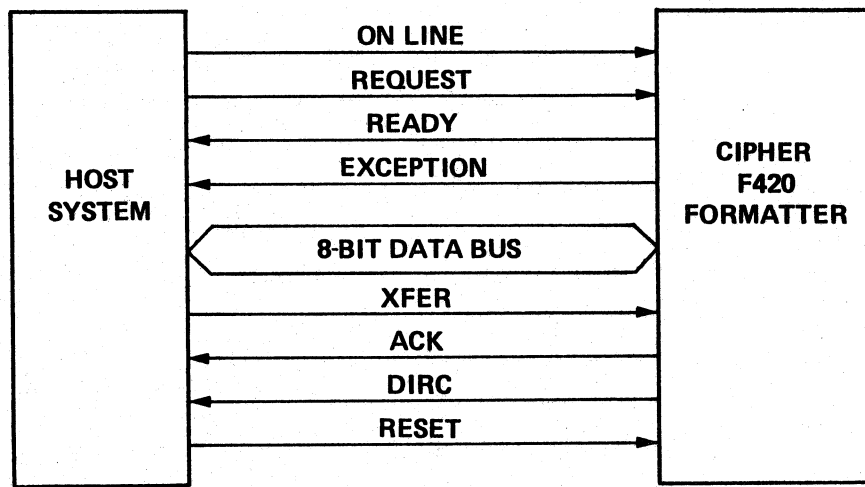 HOST
SYSTEM
ON LINE
REQUEST
READY
EXCEPTION
8-BIT DATA BUS
XFER
ACK
DIRC
RESET
CIPHER
F420
FORMATTER